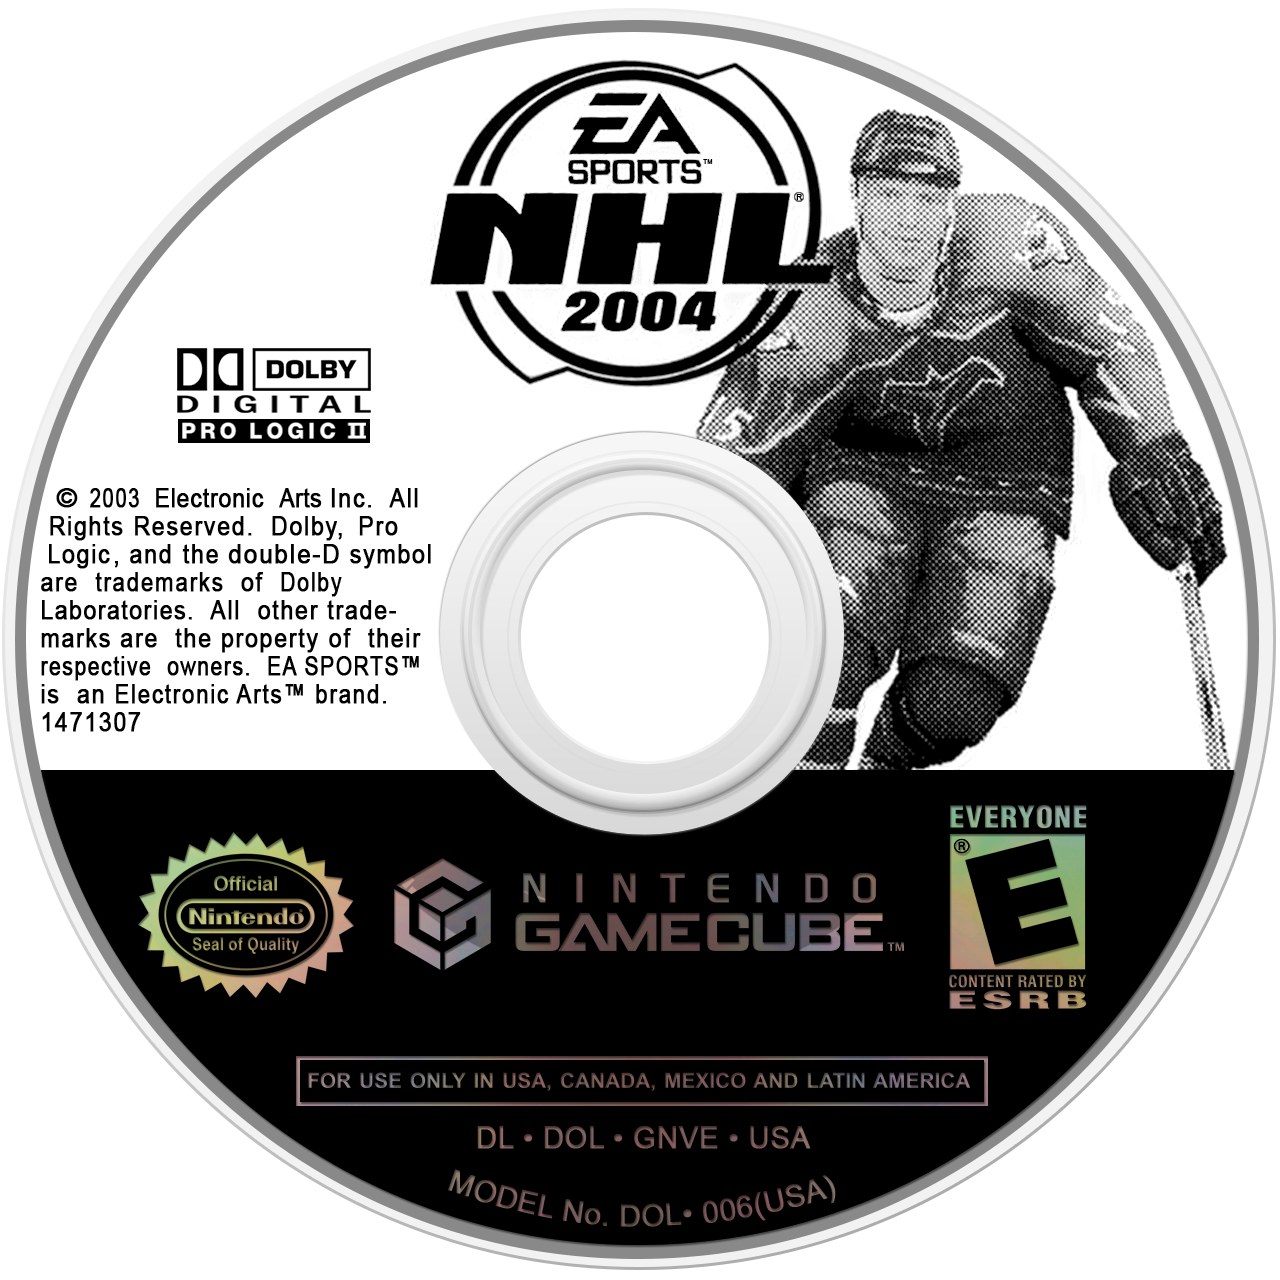 EA
SPORTS™
NHL®
2004
DOLBY
DIGITAL
PRO LOGIC II
© 2003 Electronic Arts Inc. All
Rights Reserved. Dolby, Pro
Logic, and the double-D symbol
are trademarks of Dolby
Laboratories. All other trade-
marks are the property of their
respective owners. EA SPORTS™
is an Electronic Arts™ brand.
1471307
Official
Nintendo®
Seal of Quality
NINTENDO
GAMECUBE™
EVERYONE
®
E
CONTENT RATED BY
ESRB
FOR USE ONLY IN USA, CANADA, MEXICO AND LATIN AMERICA
DL • DOL • GNVE • USA
MODEL No. DOL• 006(USA)